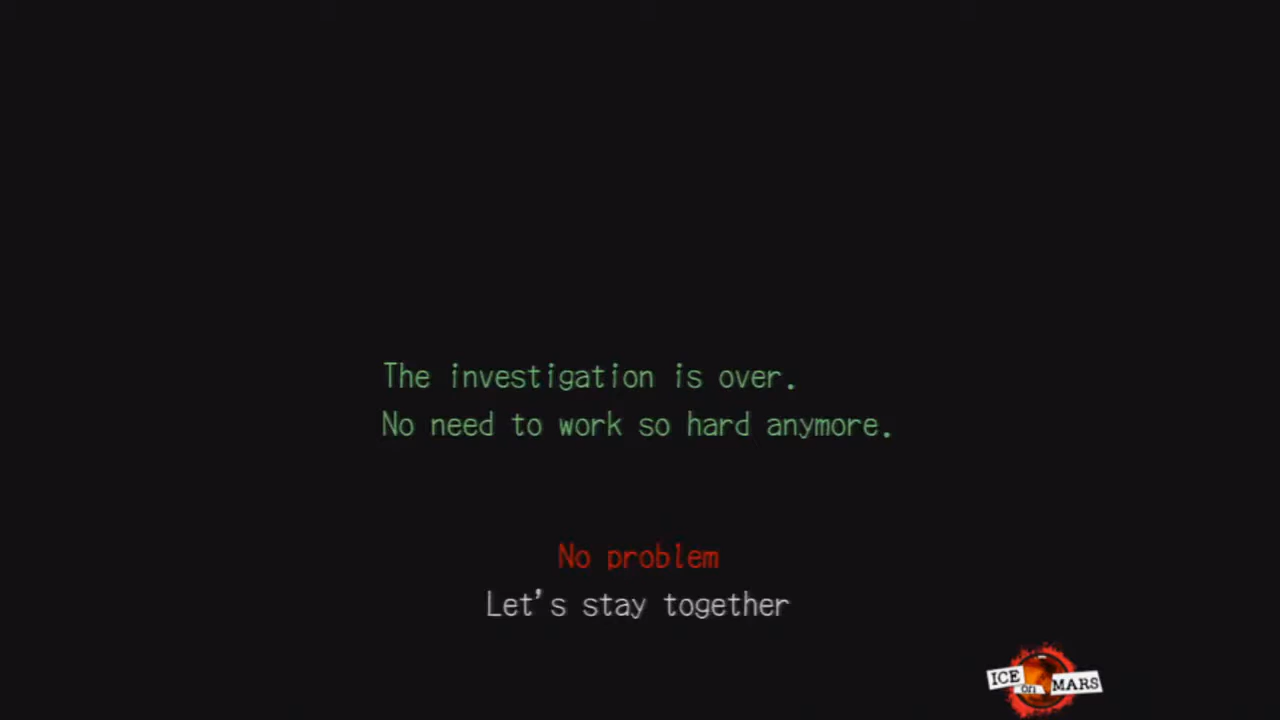 The investigation is over.
No need to work so hard anymore.
No problem
Let's stay together
ICE
on
MARS